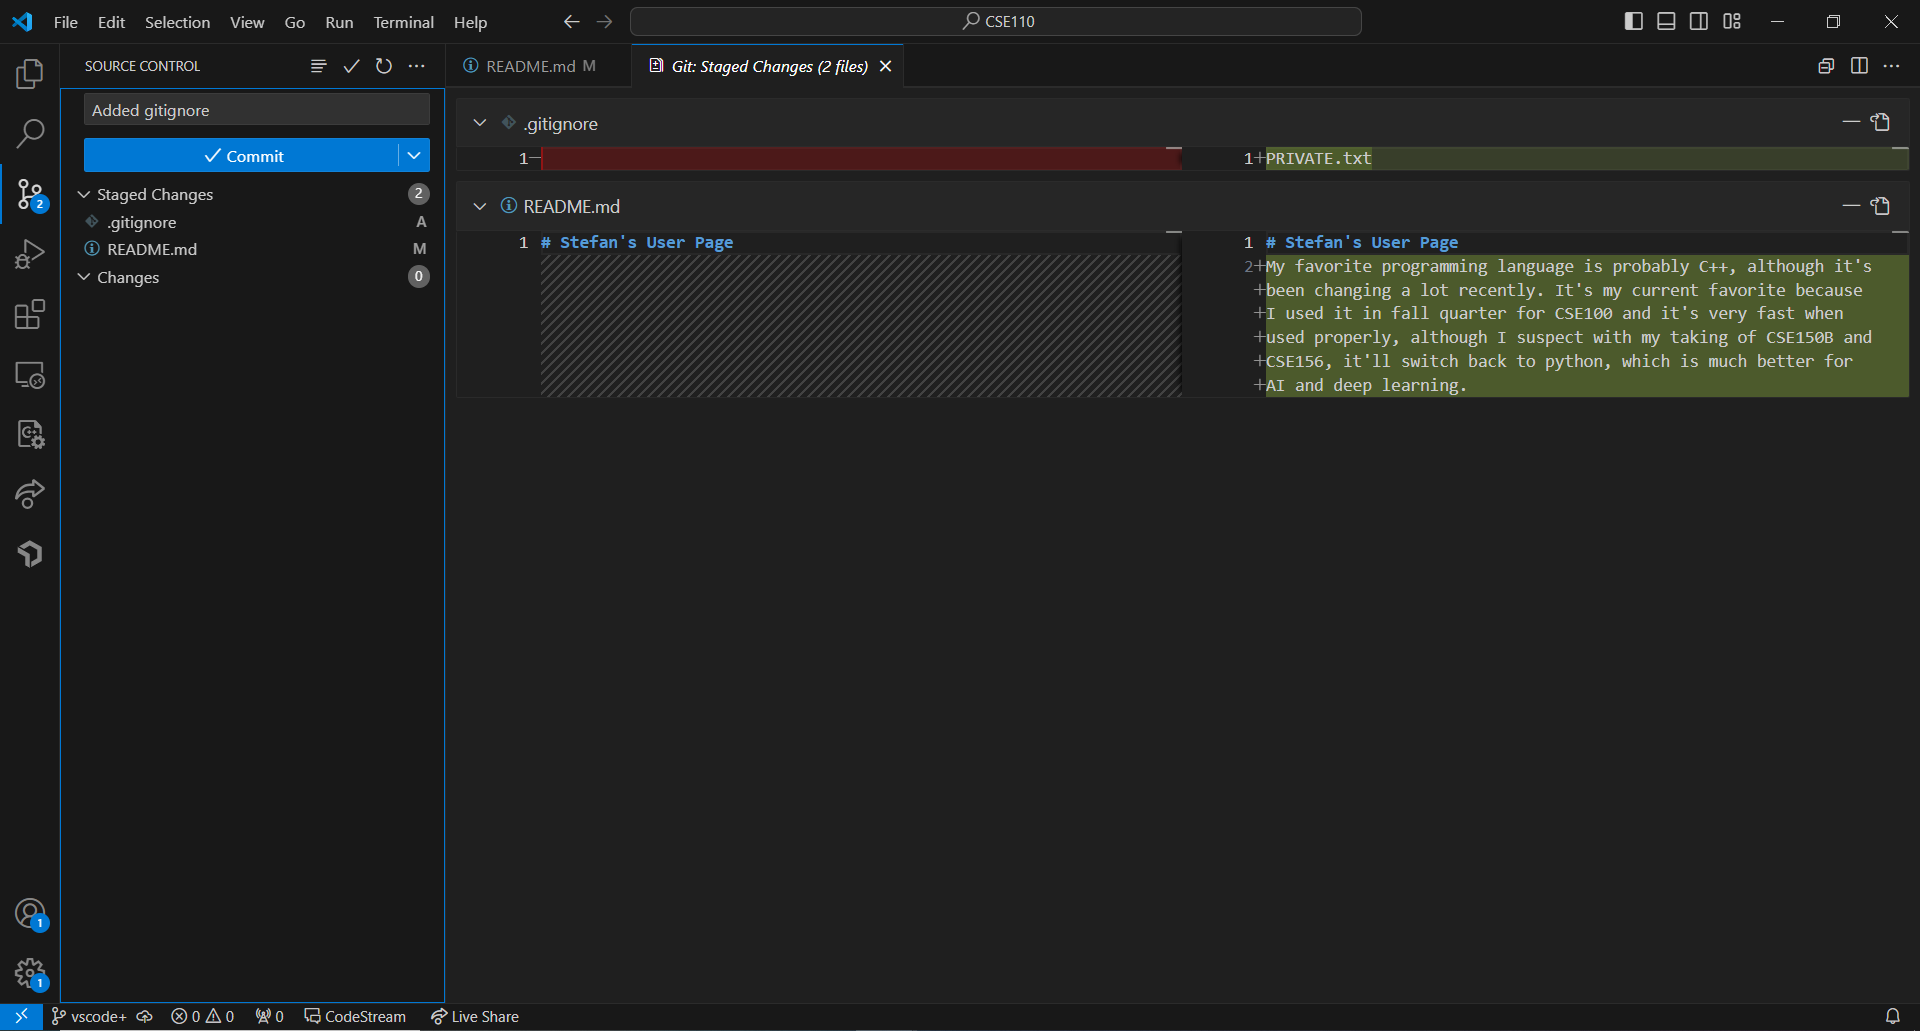 File Edit Selection View Go Run Terminal Help
CSE110
SOURCE CONTROL
README.md M
Git: Staged Changes (2 files)
Added gitignore
Commit
Staged Changes 2
.gitignore A
README.md M
Changes 0
2
1
1
.gitignore
1
1+PRIVATE.txt
README.md
1 # Stefan's User Page
1 # Stefan's User Page
2+My favorite programming language is probably C++, although it's
+been changing a lot recently. It's my current favorite because
+I used it in fall quarter for CSE100 and it's very fast when
+used properly, although I suspect with my taking of CSE150B and
+CSE156, it'll switch back to python, which is much better for
+AI and deep learning.
vscode+ 0 0 0 CodeStream Live Share